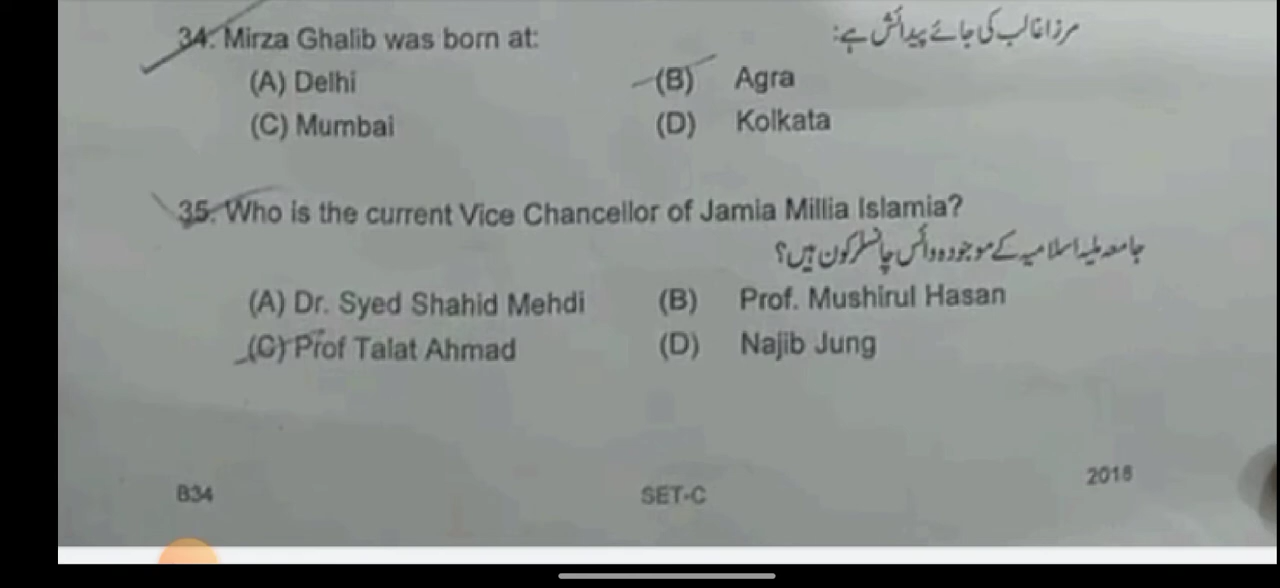 34. Mirza Ghalib was born at:
مرزا غالب کی جائے پیدائش ہے:
(A) Delhi (B) Agra
(C) Mumbai (D) Kolkata
35. Who is the current Vice Chancellor of Jamia Millia Islamia?
جامعہ ملیہ اسلامیہ کے موجودہ وائس چانسلر کون ہیں؟
(A) Dr. Syed Shahid Mehdi (B) Prof. Mushirul Hasan
(C) Prof Talat Ahmad (D) Najib Jung
B34 SET-C 2018